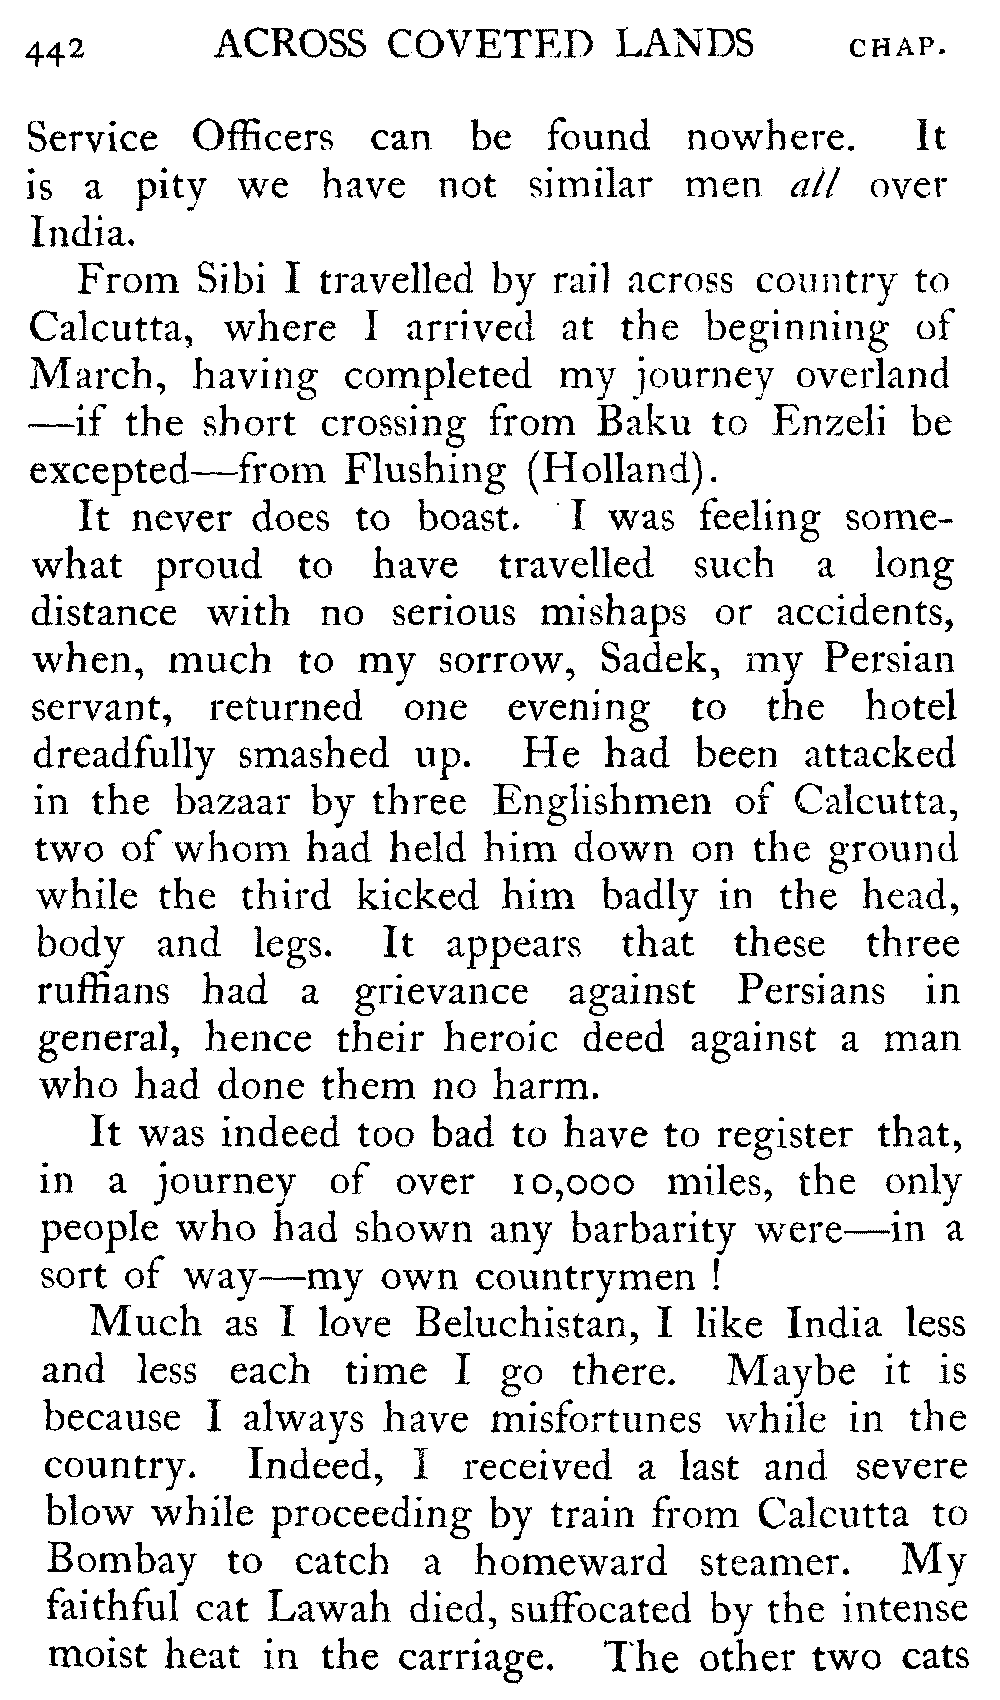 442 ACROSS COVETED LANDS CHAP.
Service Officers can be found nowhere. It
is a pity we have not similar men all over
India.
From Sibi I travelled by rail across country to
Calcutta, where I arrived at the beginning of
March, having completed my journey overland
—if the short crossing from Baku to Enzeli be
excepted—from Flushing (Holland).
It never does to boast. I was feeling some-
what proud to have travelled such a long
distance with no serious mishaps or accidents,
when, much to my sorrow, Sadek, my Persian
servant, returned one evening to the hotel
dreadfully smashed up. He had been attacked
in the bazaar by three Englishmen of Calcutta,
two of whom had held him down on the ground
while the third kicked him badly in the head,
body and legs. It appears that these three
ruffians had a grievance against Persians in
general, hence their heroic deed against a man
who had done them no harm.
It was indeed too bad to have to register that,
in a journey of over 10,000 miles, the only
people who had shown any barbarity were—in a
sort of way—my own countrymen !
Much as I love Beluchistan, I like India less
and less each time I go there. Maybe it is
because I always have misfortunes while in the
country. Indeed, I received a last and severe
blow while proceeding by train from Calcutta to
Bombay to catch a homeward steamer. My
faithful cat Lawah died, suffocated by the intense
moist heat in the carriage. The other two cats